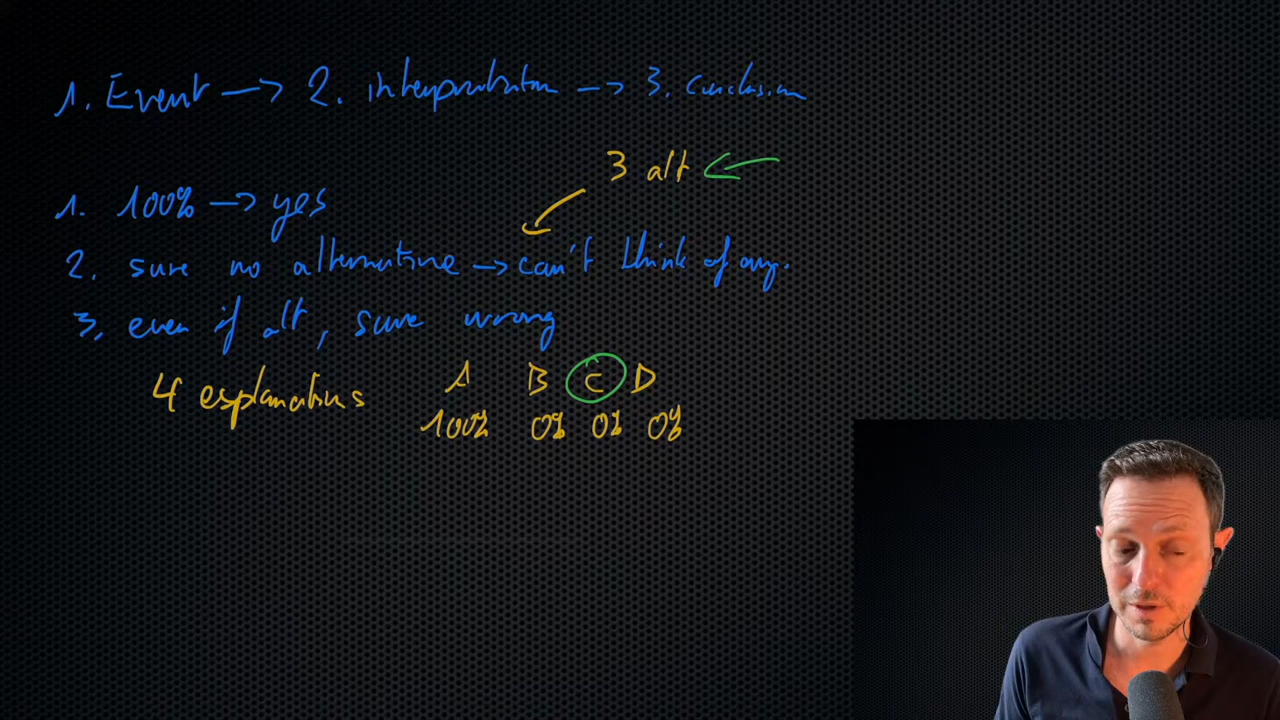 1. Event → 2. interpretation → 3. conclusion
3 alt ←
1. 100% → yes
2. sure no alternative → can't think of any.
3. even if alt, sure wrong
4 esplanations A B C D
100% 0% 0% 0%